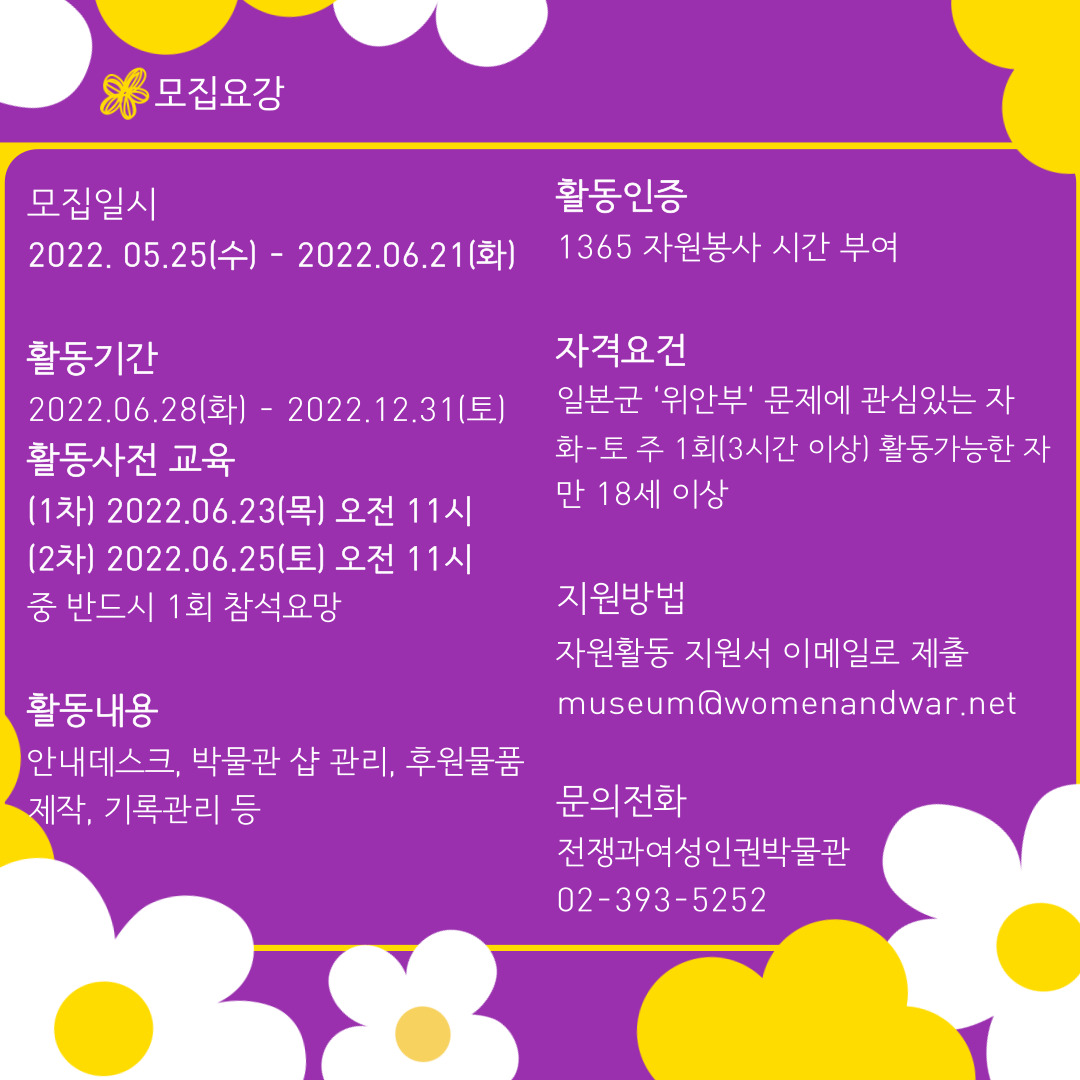 모집요강
모집일시
2022. 05.25(수) - 2022.06.21(화)
활동기간
2022.06.28(화) - 2022.12.31(토)
활동사전 교육
(1차) 2022.06.23(목) 오전 11시
(2차) 2022.06.25(토) 오전 11시
중 반드시 1회 참석요망
활동내용
안내데스크, 박물관 샵 관리, 후원물품
제작, 기록관리 등
활동인증
1365 자원봉사 시간 부여
자격요건
일본군 ‘위안부‘ 문제에 관심있는 자
화-토 주 1회(3시간 이상) 활동가능한 자
만 18세 이상
지원방법
자원활동 지원서 이메일로 제출
museum@womenandwar.net
문의전화
전쟁과여성인권박물관
02-393-5252